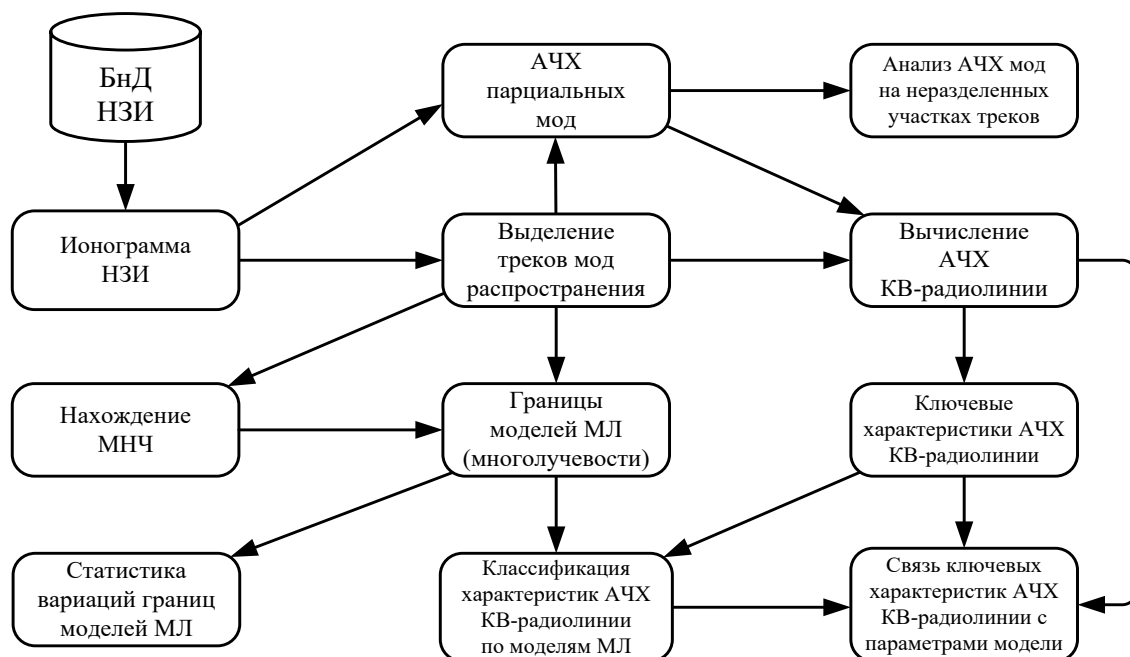 БнД
НЗИ
АЧХ
парциальных
мод
Анализ АЧХ мод
на неразделенных
участках треков
Ионограмма
НЗИ
Выделение
треков мод
распространения
Вычисление
АЧХ
КВ-радиолинии
Нахождение
МНЧ
Границы
моделей МЛ
(многолучевости)
Ключевые
характеристики АЧХ
КВ-радиолинии
Статистика
вариаций границ
моделей МЛ
Классификация
характеристик АЧХ
КВ-радиолинии
по моделям МЛ
Связь ключевых
характеристик АЧХ
КВ-радиолинии с
параметрами модели